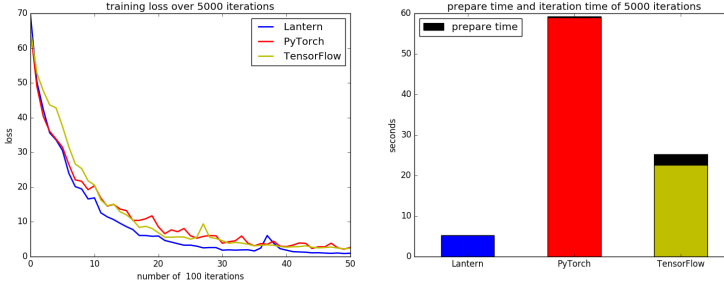 training loss over 5000 iterations
70
60
50
40
30
20
10
0
loss
0 10 20 30 40 50
number of 100 iterations
Lantern
PyTorch
TensorFlow
prepare time and iteration time of 5000 iterations
60
50
40
30
20
10
0
seconds
prepare time
Lantern PyTorch TensorFlow